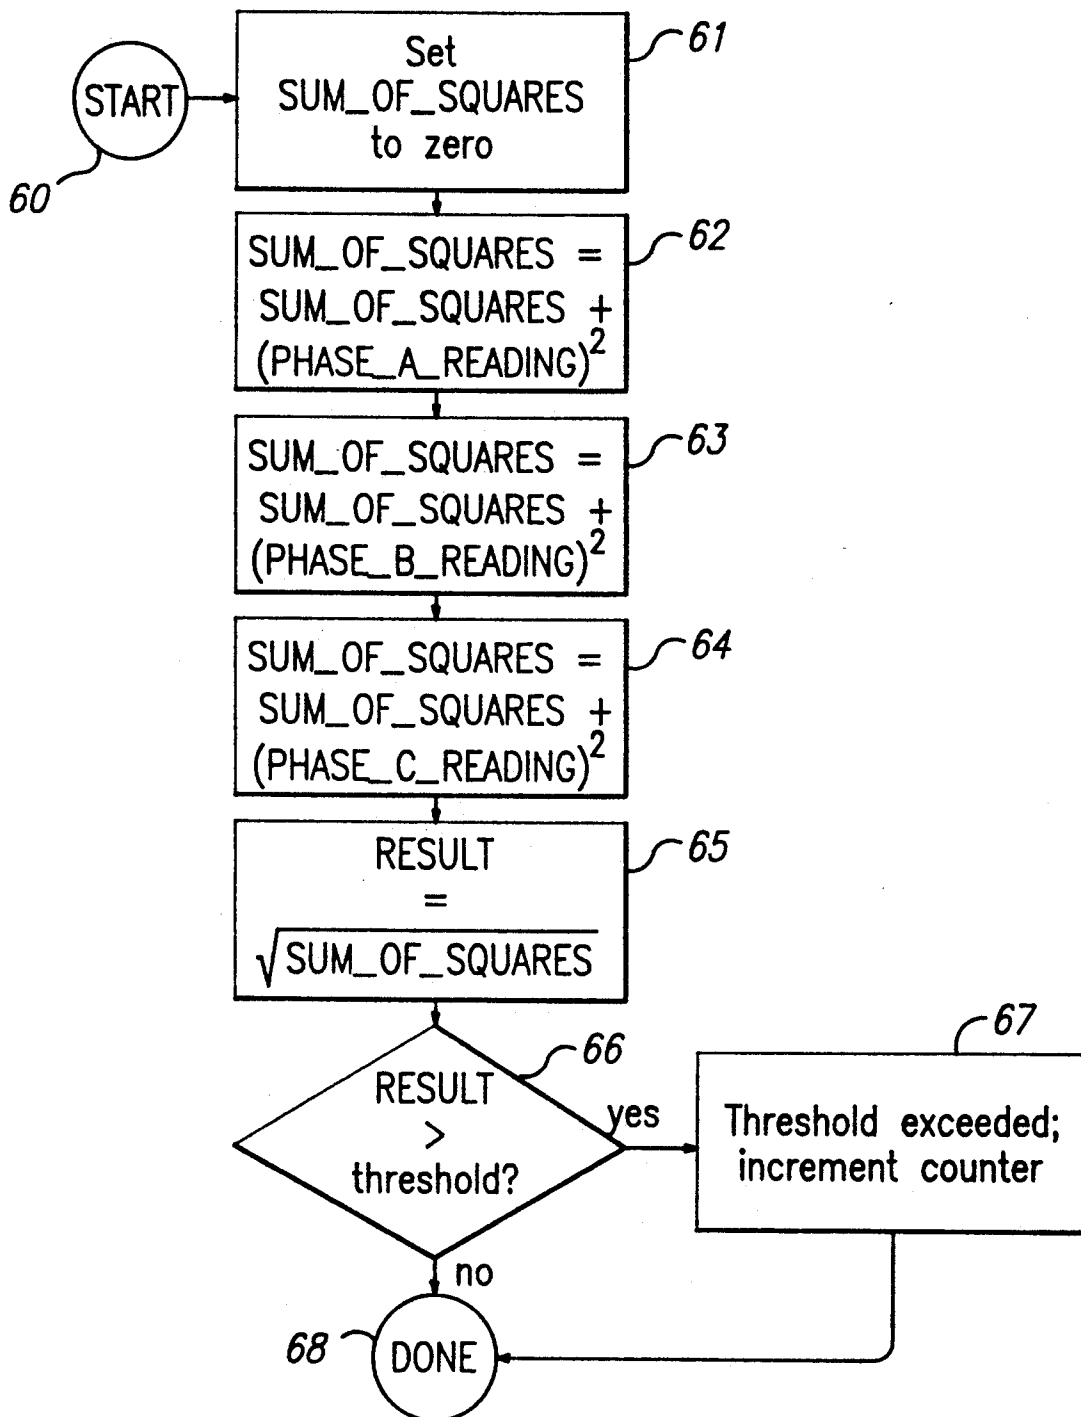 START
60
Set
SUM_OF_SQUARES
to zero
61
SUM_OF_SQUARES =
SUM_OF_SQUARES +
(PHASE_A_READING)²
62
SUM_OF_SQUARES =
SUM_OF_SQUARES +
(PHASE_B_READING)²
63
SUM_OF_SQUARES =
SUM_OF_SQUARES +
(PHASE_C_READING)²
64
RESULT
=
√SUM_OF_SQUARES
65
RESULT
>
threshold?
66
yes
Threshold exceeded;
increment counter
67
no
DONE
68